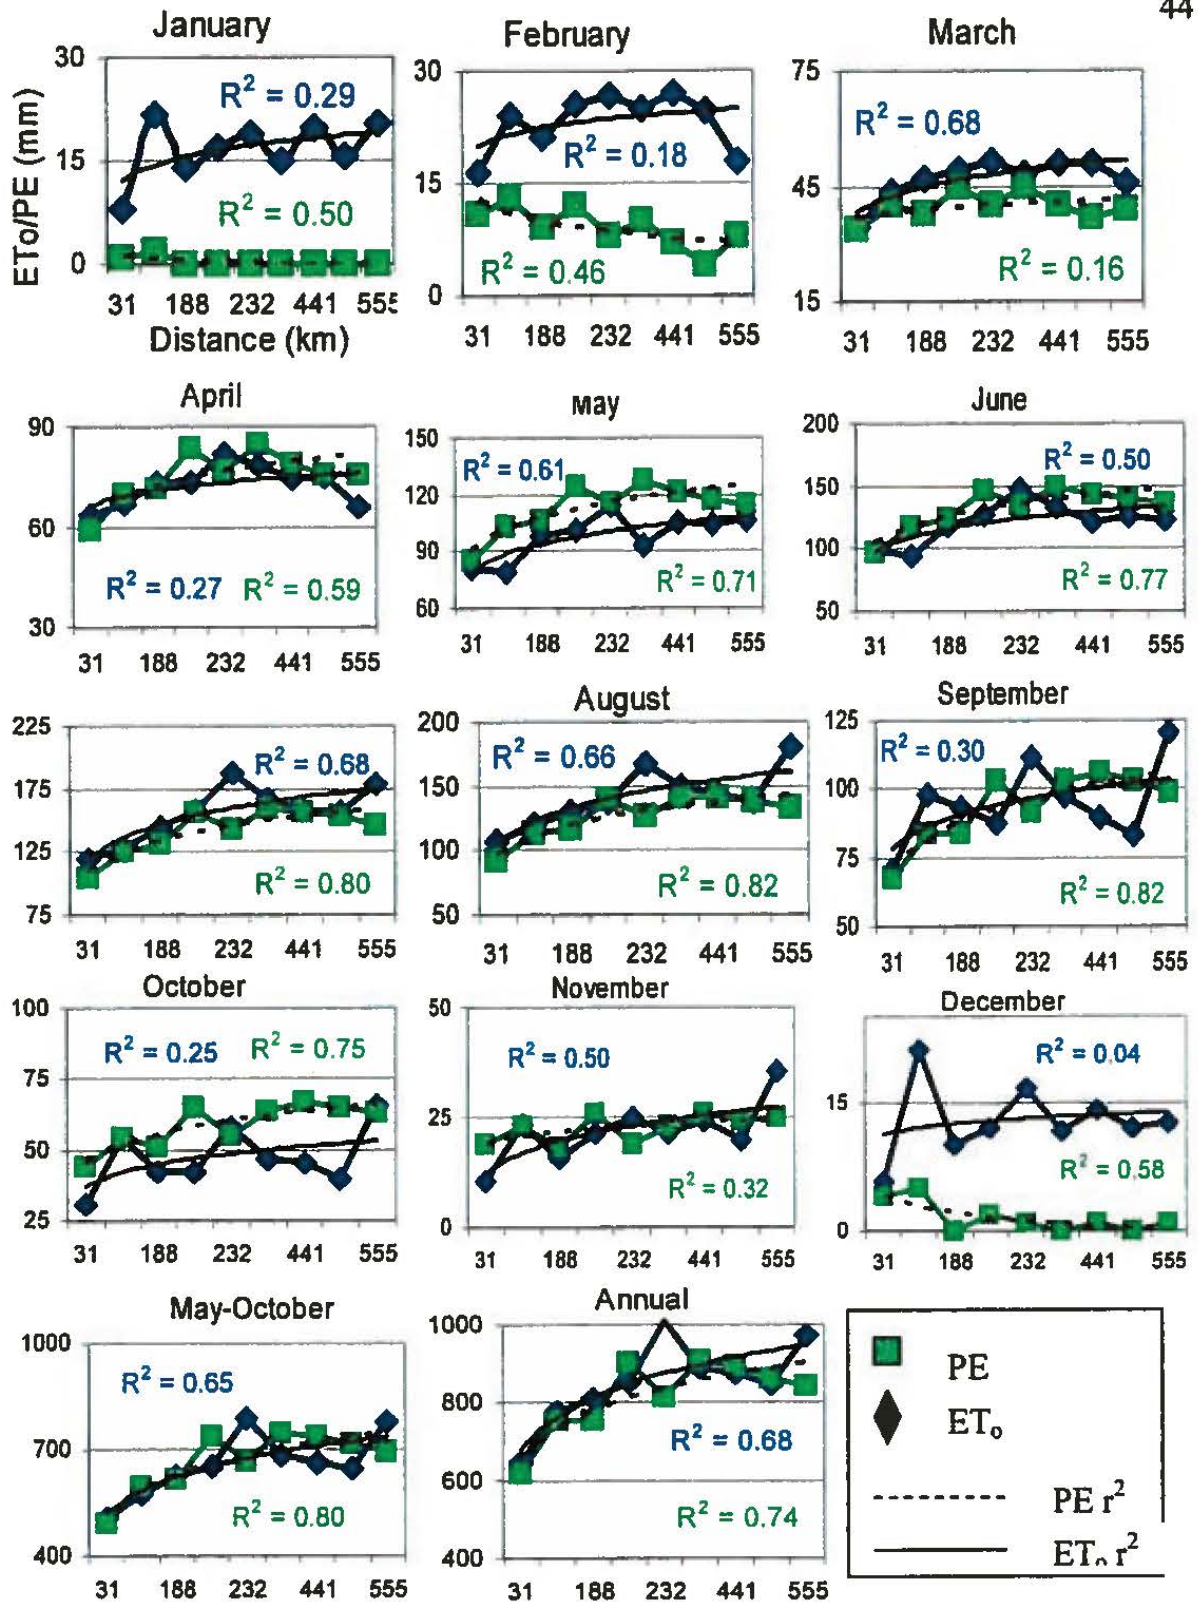 44
January
30
R² = 0.29
15
R² = 0.50
0
ETo/PE (mm)
31 188 232 441 555
Distance (km)
February
30
R² = 0.18
15
R² = 0.46
0
31 188 232 441 555
March
75
R² = 0.68
45
R² = 0.16
15
31 188 232 441 555
April
90
60
R² = 0.27 R² = 0.59
30
31 188 232 441 555
May
150
R² = 0.61
120
90
R² = 0.71
60
31 188 232 441 555
June
200
R² = 0.50
150
100
R² = 0.77
50
31 188 232 441 555
225
R² = 0.68
175
125
R² = 0.80
75
31 188 232 441 555
August
200
R² = 0.66
150
100
R² = 0.82
50
31 188 232 441 555
September
125
R² = 0.30
100
75
R² = 0.82
50
31 188 232 441 555
October
100
R² = 0.25 R² = 0.75
75
50
25
31 188 232 441 555
November
50
R² = 0.50
25
R² = 0.32
0
31 188 232 441 555
December
R² = 0.04
15
R² = 0.58
0
31 188 232 441 555
May-October
1000
R² = 0.65
700
R² = 0.80
400
31 188 232 441 555
Annual
1000
800
R² = 0.68
600
R² = 0.74
400
31 188 232 441 555
PE
ETₒ
PE r²
ETₒ r²